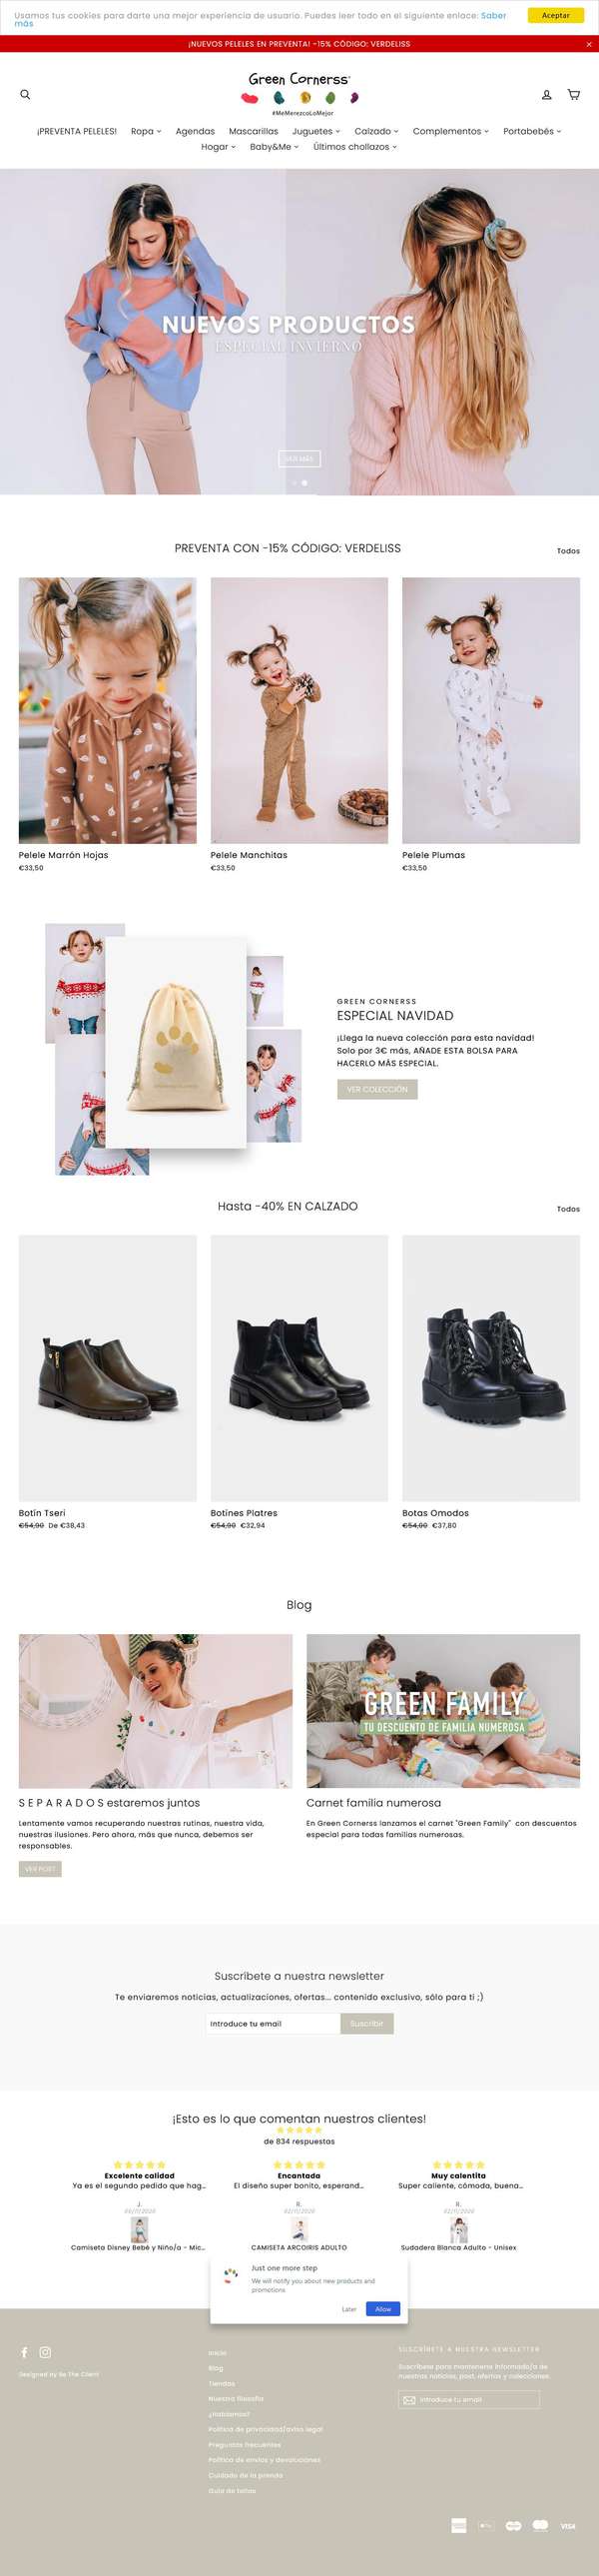 Usamos tus cookies para darte una mejor experiencia de usuario. Puedes leer todo en el siguiente enlace: Saber
más
Aceptar
¡NUEVOS PELELES EN PREVENTA! -15% CÓDIGO: VERDELISS
Green Cornerss
#MeMerezcoLoMejor
¡PREVENTA PELELES! Ropa Agendas Mascarillas Juguetes Calzado Complementos Portabebés
Hogar Baby&Me Últimos chollazos
NUEVOS PRODUCTOS
ESPECIAL INVIERNO
VER MÁS
PREVENTA CON -15% CÓDIGO: VERDELISS
Todos
Pelele Marrón Hojas
€33,50
Pelele Manchitas
€33,50
Pelele Plumas
€33,50
GREEN CORNERSS
ESPECIAL NAVIDAD
¡Llega la nueva colección para esta navidad!
Solo por 3€ más, AÑADE ESTA BOLSA PARA
HACERLO MÁS ESPECIAL.
VER COLECCIÓN
Hasta -40% EN CALZADO
Todos
Botín Tseri
€54,90 De €38,43
Botines Platres
€54,90 €32,94
Botas Omodos
€54,00 €37,80
Blog
GREEN FAMILY
TU DESCUENTO DE FAMILIA NUMEROSA
S E P A R A D O S estaremos juntos
Lentamente vamos recuperando nuestras rutinas, nuestra vida,
nuestras ilusiones. Pero ahora, más que nunca, debemos ser
responsables.
VER POST
Carnet familia numerosa
En Green Cornerss lanzamos el carnet "Green Family" con descuentos
especial para todas familias numerosas.
Suscríbete a nuestra newsletter
Te enviaremos noticias, actualizaciones, ofertas... contenido exclusivo, sólo para ti ;)
Introduce tu email
Suscribir
¡Esto es lo que comentan nuestros clientes!
de 834 respuestas
Excelente calidad
Ya es el segundo pedido que hag...
J.
Camiseta Disney Bebé y Niño/a - Mic...
Encantada
El diseño super bonito, esperand...
R.
CAMISETA ARCOIRIS ADULTO
Muy calentita
Super caliente, cómoda, buena...
R.
Sudadera Blanca Adulto - Unisex
Just one more step
We will notify you about new products and
promotions
Later
Allow
Designed by Be The Client
Inicio
Blog
Tiendas
Nuestra filosofía
¿Hablamos?
Política de privacidad/aviso legal
Preguntas frecuentes
Política de envíos y devoluciones
Cuidado de la prenda
Guía de tallas
SUSCRÍBETE A NUESTRA NEWSLETTER
Suscríbete para mantenerte informado/a de
nuestras noticias, post, ofertas y colecciones.
Introduce tu email
VISA